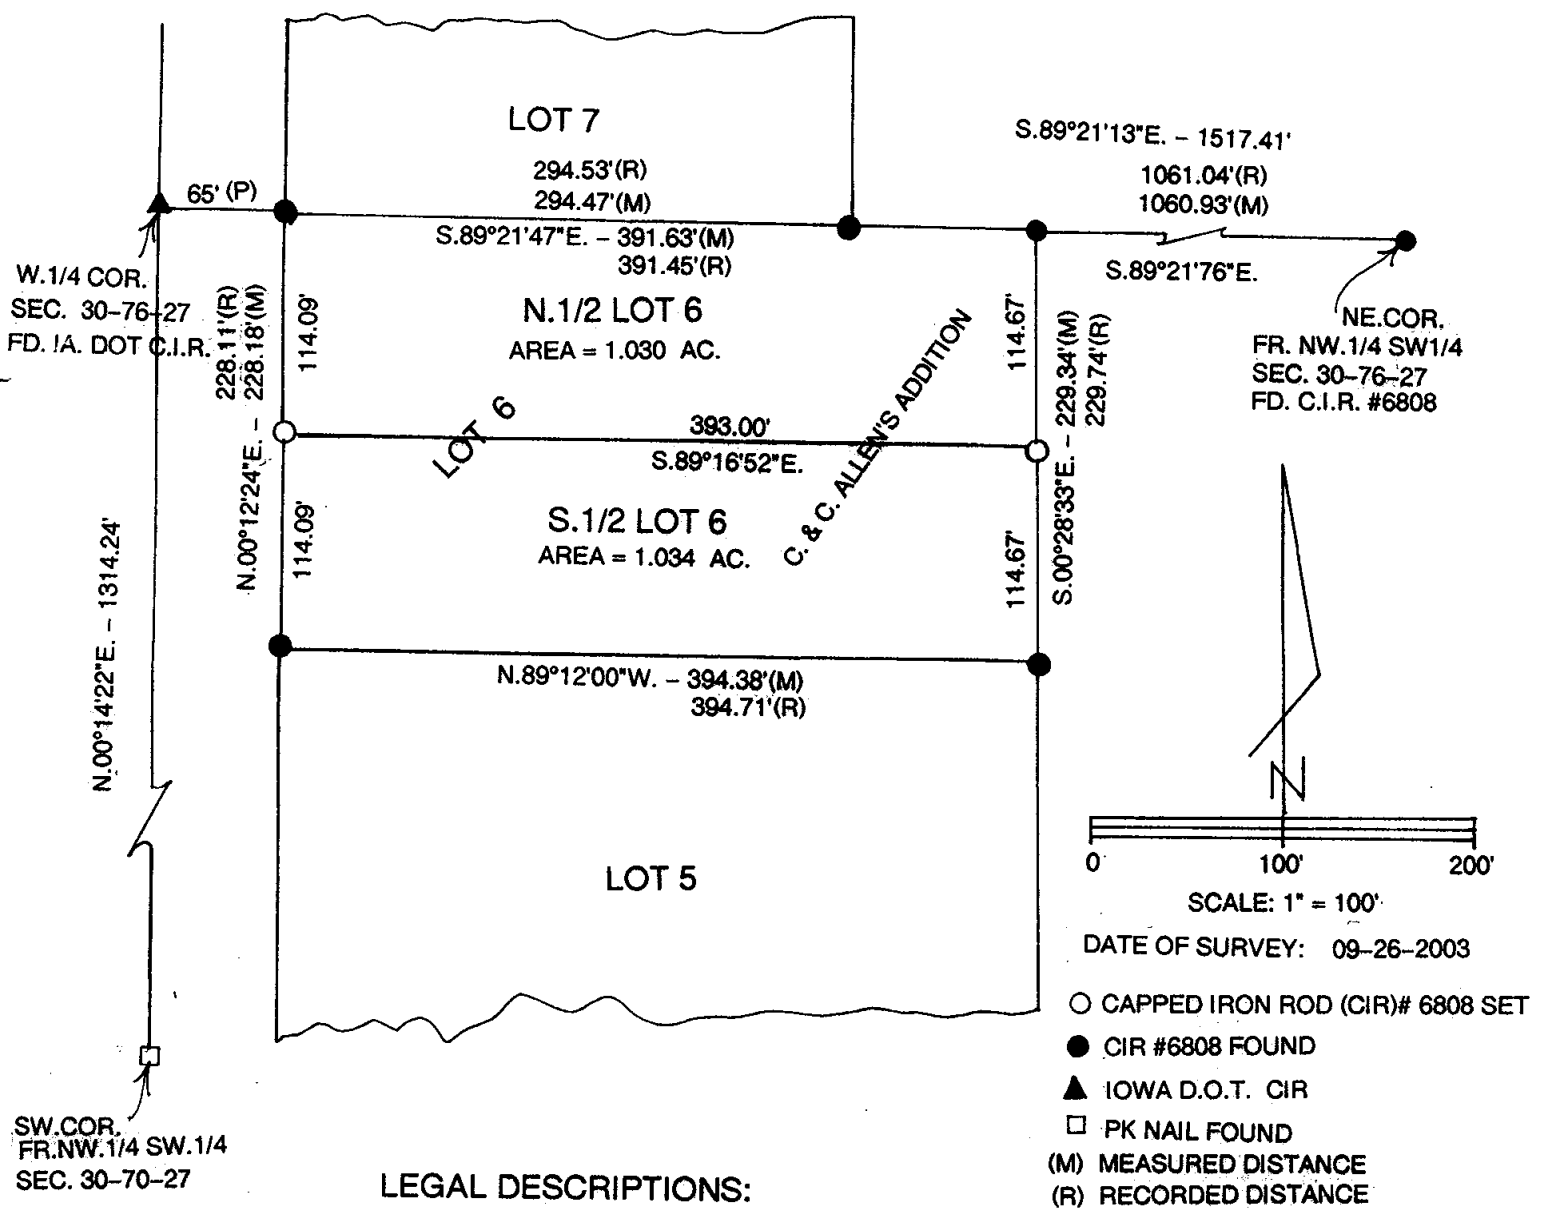 LOT 7
294.53'(R)
294.47'(M)
65' (P)
S.89°21'47"E. – 391.63'(M)
391.45'(R)
S.89°21'13"E. – 1517.41'
1061.04'(R)
1060.93'(M)
S.89°21'76"E.
W.1/4 COR.
SEC. 30–76–27
FD. IA. DOT C.I.R.
NE.COR.
FR. NW.1/4 SW1/4
SEC. 30–76–27
FD. C.I.R. #6808
228.11'(R)
N.00°12'24"E. – 228.18'(M)
114.09'
N.1/2 LOT 6
AREA = 1.030 AC.
114.67'
S.00°28'33"E. – 229.34'(M)
229.74'(R)
LOT 6
C. & C. ALLEN'S ADDITION
393.00'
S.89°16'52"E.
114.09'
S.1/2 LOT 6
AREA = 1.034 AC.
114.67'
N.00°14'22"E. – 1314.24'
N.89°12'00"W. – 394.38'(M)
394.71'(R)
LOT 5
N
0 100' 200'
SCALE: 1" = 100'
DATE OF SURVEY: 09–26–2003
CAPPED IRON ROD (CIR)# 6808 SET
CIR #6808 FOUND
IOWA D.O.T. CIR
PK NAIL FOUND
(M) MEASURED DISTANCE
(R) RECORDED DISTANCE
SW.COR.
FR.NW.1/4 SW.1/4
SEC. 30–70–27
LEGAL DESCRIPTIONS: